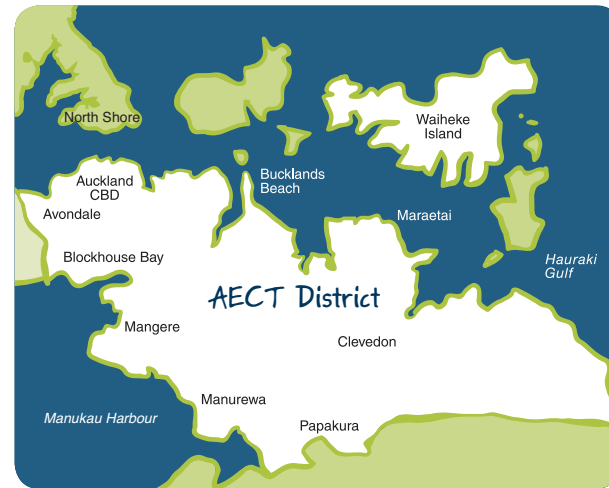 North Shore
Waiheke
Island
Auckland
CBD
Bucklands
Beach
Avondale
Maraetai
Blockhouse Bay
Hauraki
Gulf
AECT District
Mangere
Clevedon
Manurewa
Manukau Harbour
Papakura